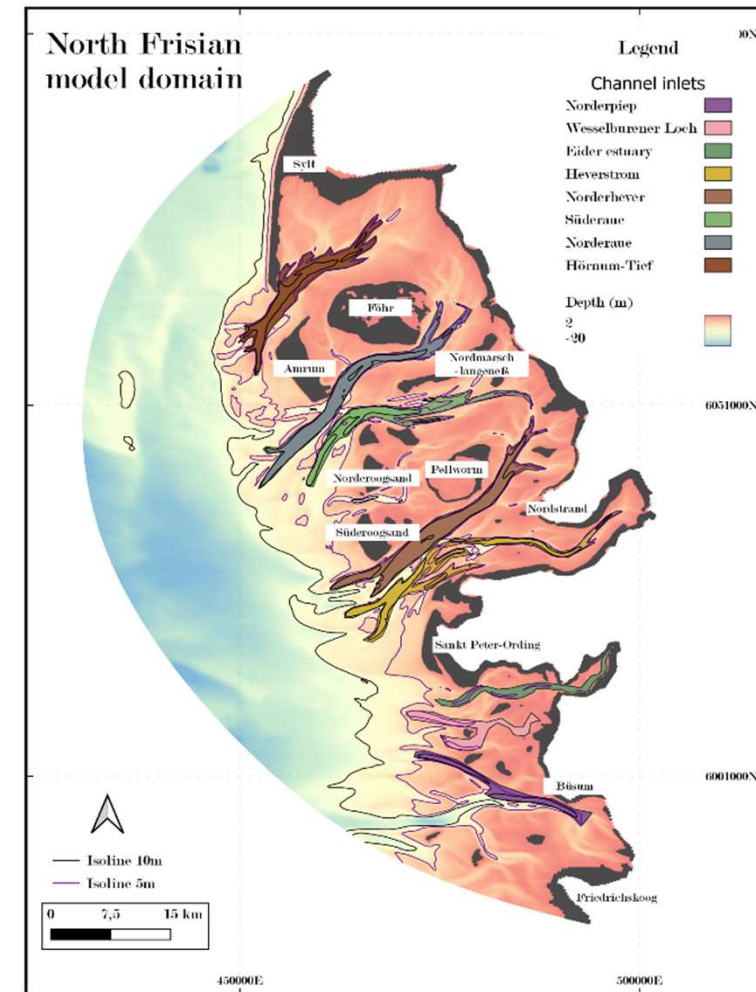 North Frisian
model domain
Legend
Channel inlets
Norderpiep
Wesselburener Loch
Eider estuary
Heverstrom
Norderhever
Süderaue
Norderaue
Hörnum-Tief
Depth (m)
2
-20
Sylt
Föhr
Amrum
Nordmarsch
-langeneß
6051000N
Norderoogsand
Pellworm
Nordstrand
Süderoogsand
Sankt Peter-Ording
6001000N
Büsum
Isoline 10m
Isoline 5m
0 7,5 15 km
Friedrichskoog
450000E
500000E